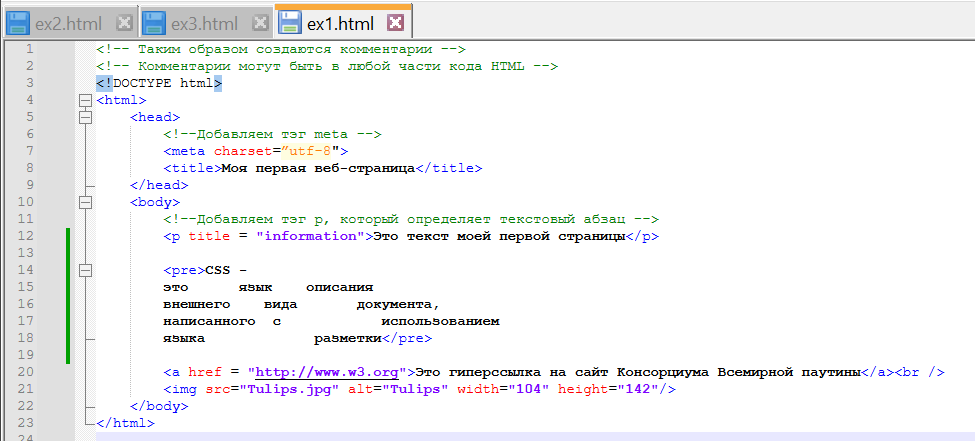 ex2.html ex3.html ex1.html
1 <!-- Таким образом создаются комментарии -->
2 <!-- Комментарии могут быть в любой части кода HTML -->
3 <!DOCTYPE html>
4 <html>
5 <head>
6 <!--Добавляем тэг meta -->
7 <meta charset=”utf-8">
8 <title>Моя первая веб-страница</title>
9 </head>
10 <body>
11 <!--Добавляем тэг p, который определяет текстовый абзац -->
12 <p title = "information">Это текст моей первой страницы</p>
13
14 <pre>CSS -
15 это язык описания
16 внешнего вида документа,
17 написанного с использованием
18 языка разметки</pre>
19
20 <a href = "http://www.w3.org">Это гиперссылка на сайт Консорциума Всемирной паутины</a><br />
21 <img src="Tulips.jpg" alt="Tulips" width="104" height="142"/>
22 </body>
23 </html>
24